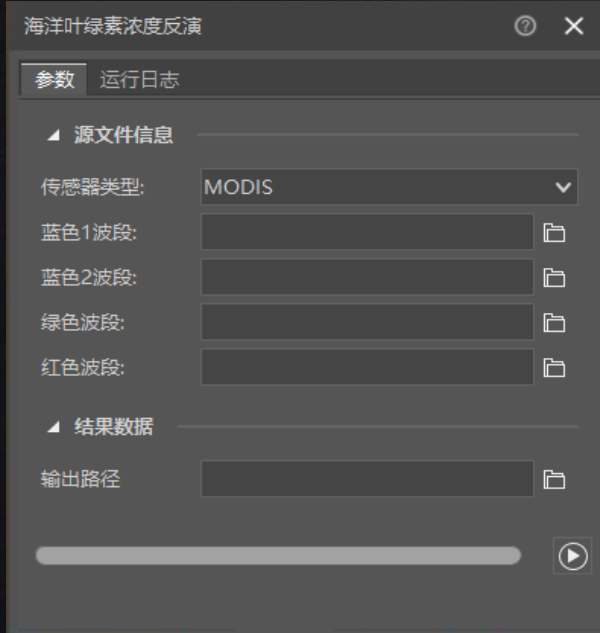 海洋叶绿素浓度反演
参数 运行日志
源文件信息
传感器类型: MODIS
蓝色1波段:
蓝色2波段:
绿色波段:
红色波段:
结果数据
输出路径